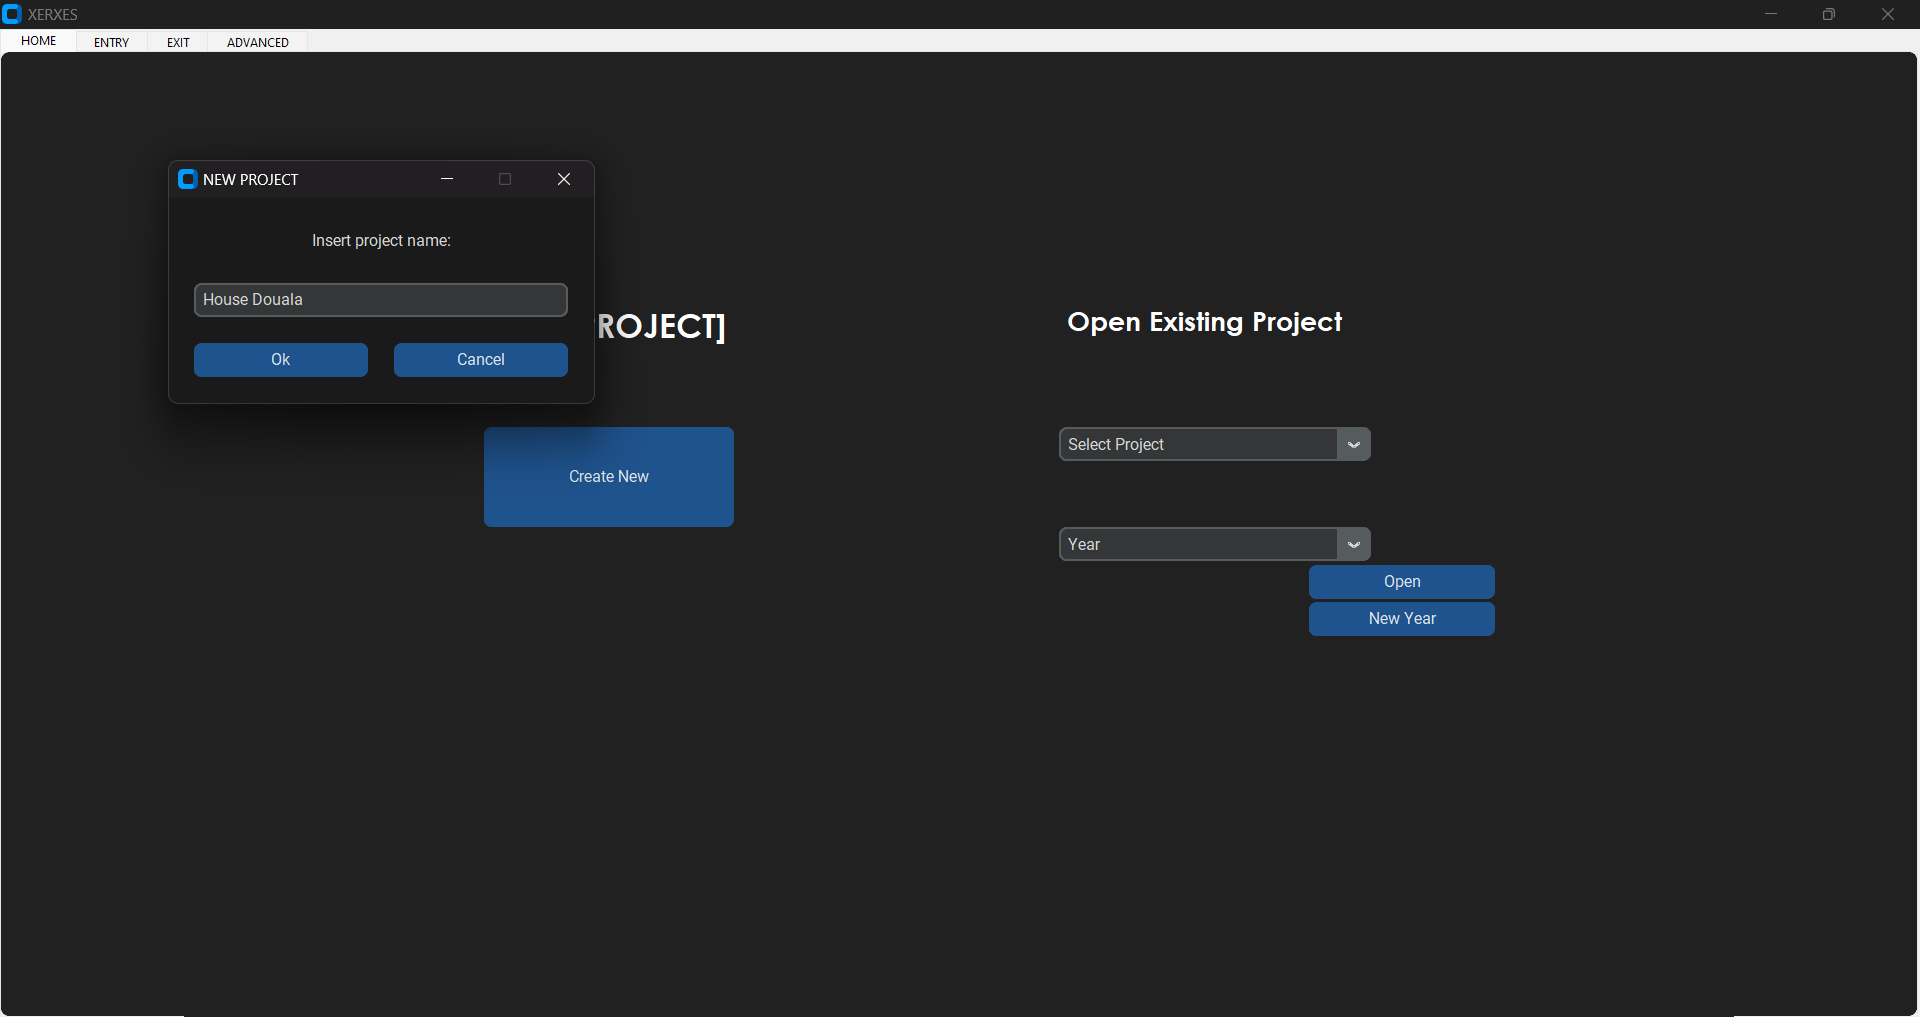 XERXES
HOME ENTRY EXIT ADVANCED
NEW PROJECT
Insert project name:
House Douala
Ok Cancel
ROJECT]
Create New
Open Existing Project
Select Project
Year
Open
New Year